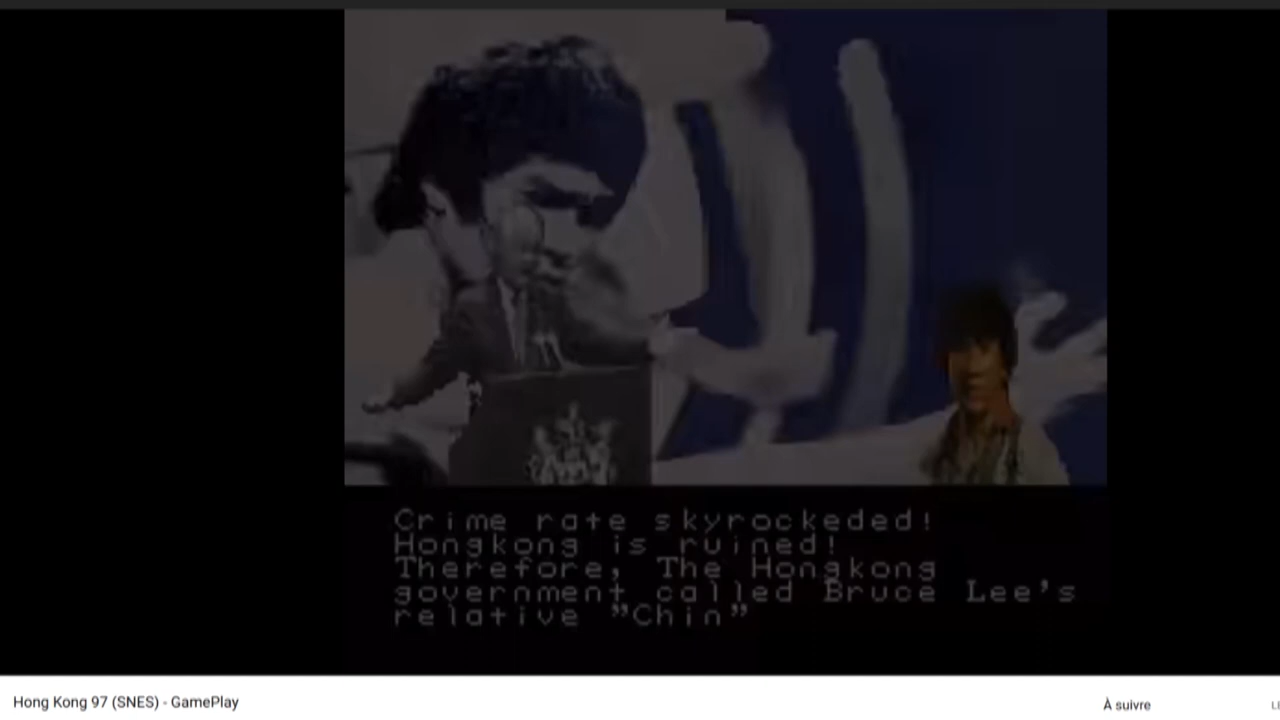 Crime rate skyrockeded!
Hongkong is ruined!
Therefore, The Hongkong
government called Bruce Lee's
relative ”Chin”
Hong Kong 97 (SNES) - GamePlay
À suivre